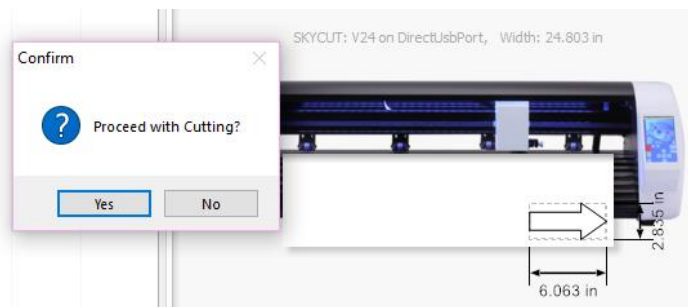 SKYCUT: V24 on DirectUsbPort, Width: 24.803 in
Confirm
Proceed with Cutting?
Yes
No
2.835 in
6.063 in